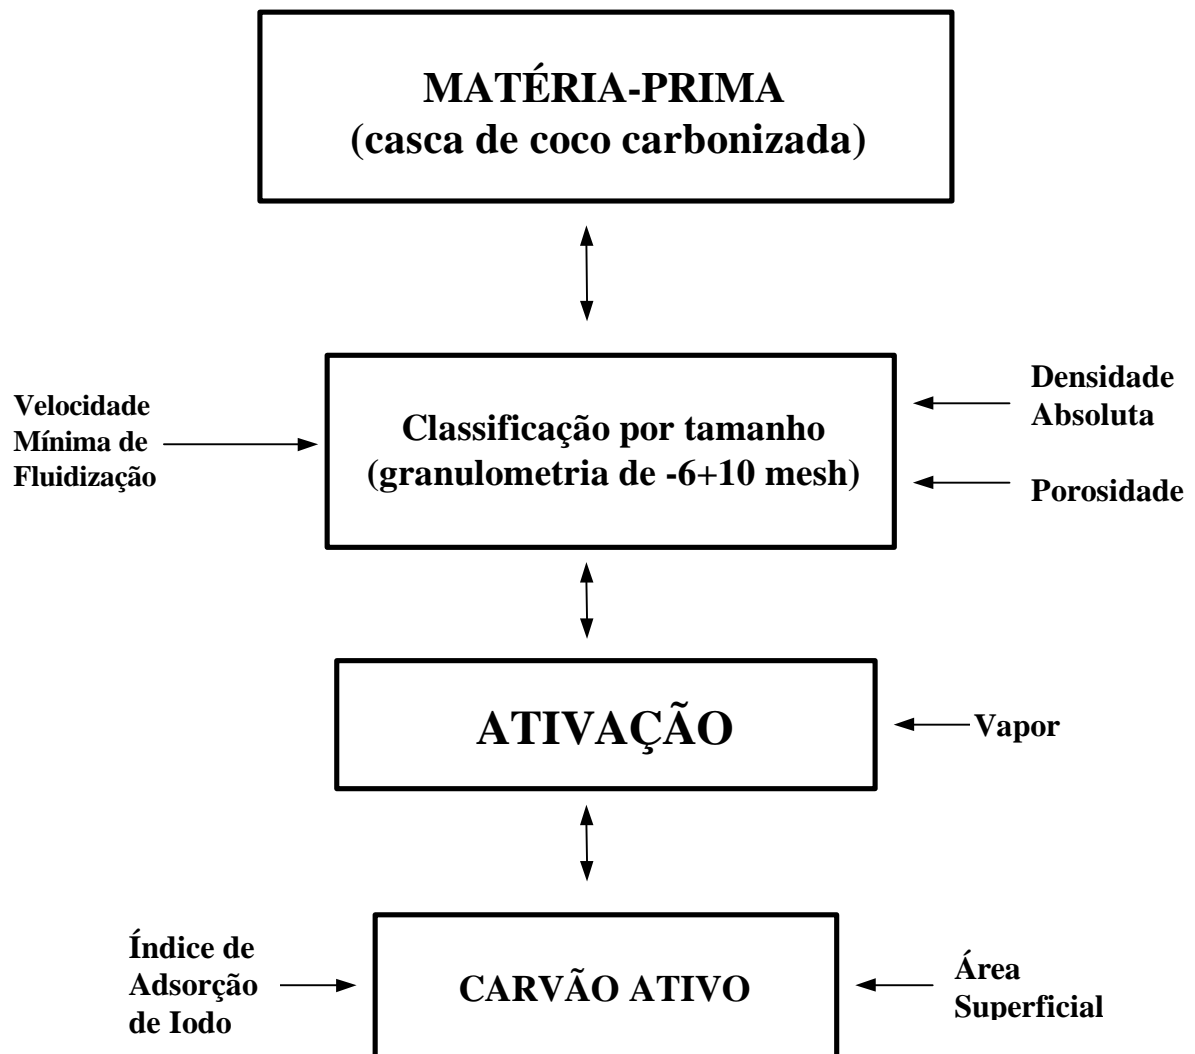 MATÉRIA-PRIMA
(casca de coco carbonizada)
Velocidade
Mínima de
Fluidização
Classificação por tamanho
(granulometria de -6+10 mesh)
Densidade
Absoluta
Porosidade
ATIVAÇÃO
Vapor
Índice de
Adsorção
de Iodo
CARVÃO ATIVO
Área
Superficial